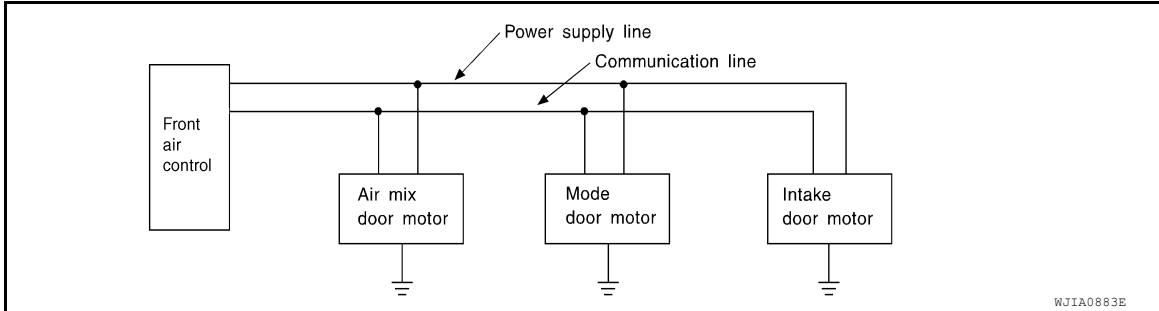 Power supply line
Communication line
Front
air
control
Air mix
door motor
Mode
door motor
Intake
door motor
WJIA0883E